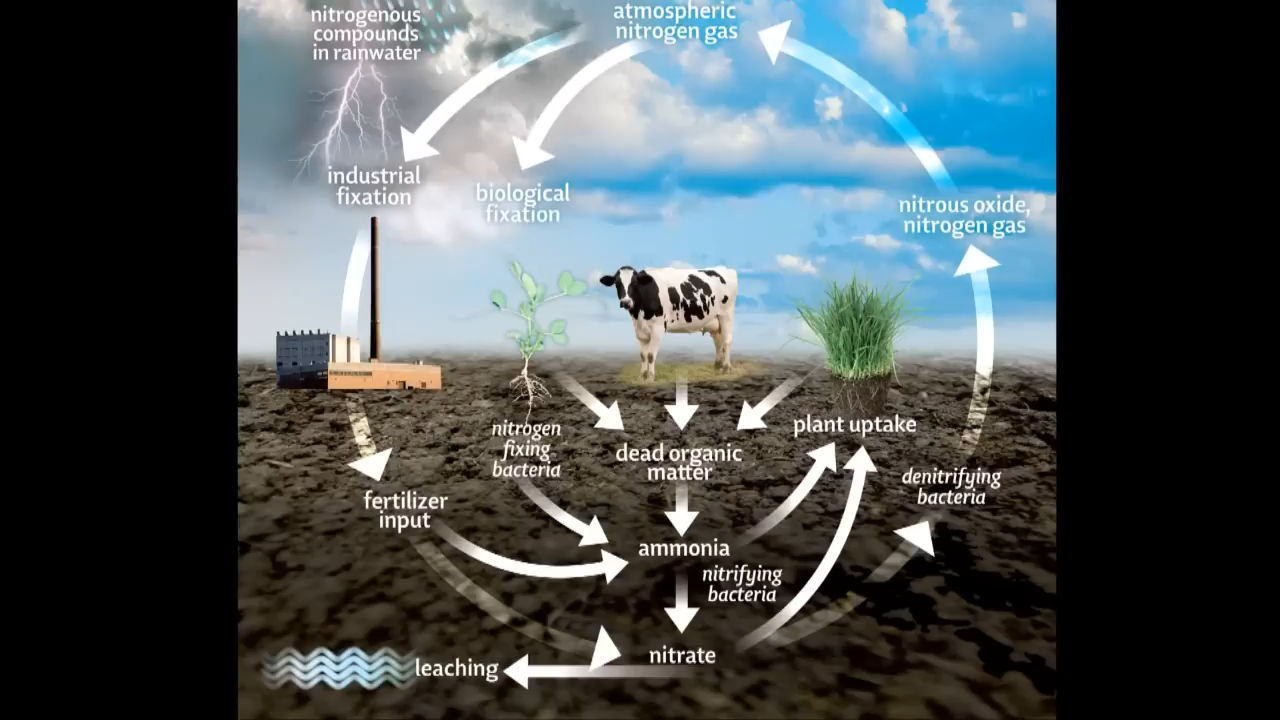 nitrogenous
compounds
in rainwater
atmospheric
nitrogen gas
industrial
fixation
biological
fixation
nitrous oxide,
nitrogen gas
nitrogen
fixing
bacteria
dead organic
matter
plant uptake
denitrifying
bacteria
fertilizer
input
ammonia
nitrifying
bacteria
nitrate
leaching